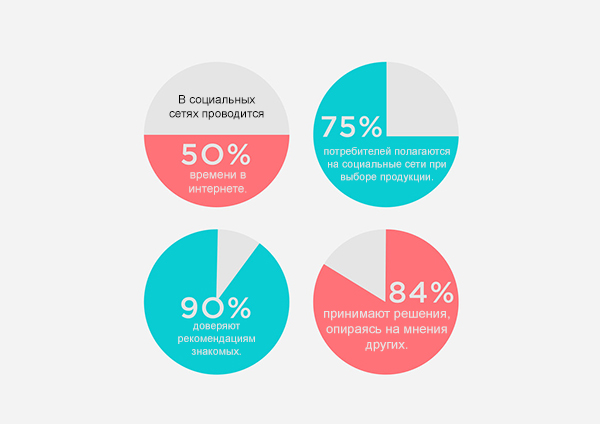 В социальных
сетях проводится
50%
времени в
интернете.
75%
потребителей полагаются
на социальные сети при
выборе продукции.
90%
доверяют
рекомендациям
знакомых.
84%
принимают решения,
опираясь на мнения
других.